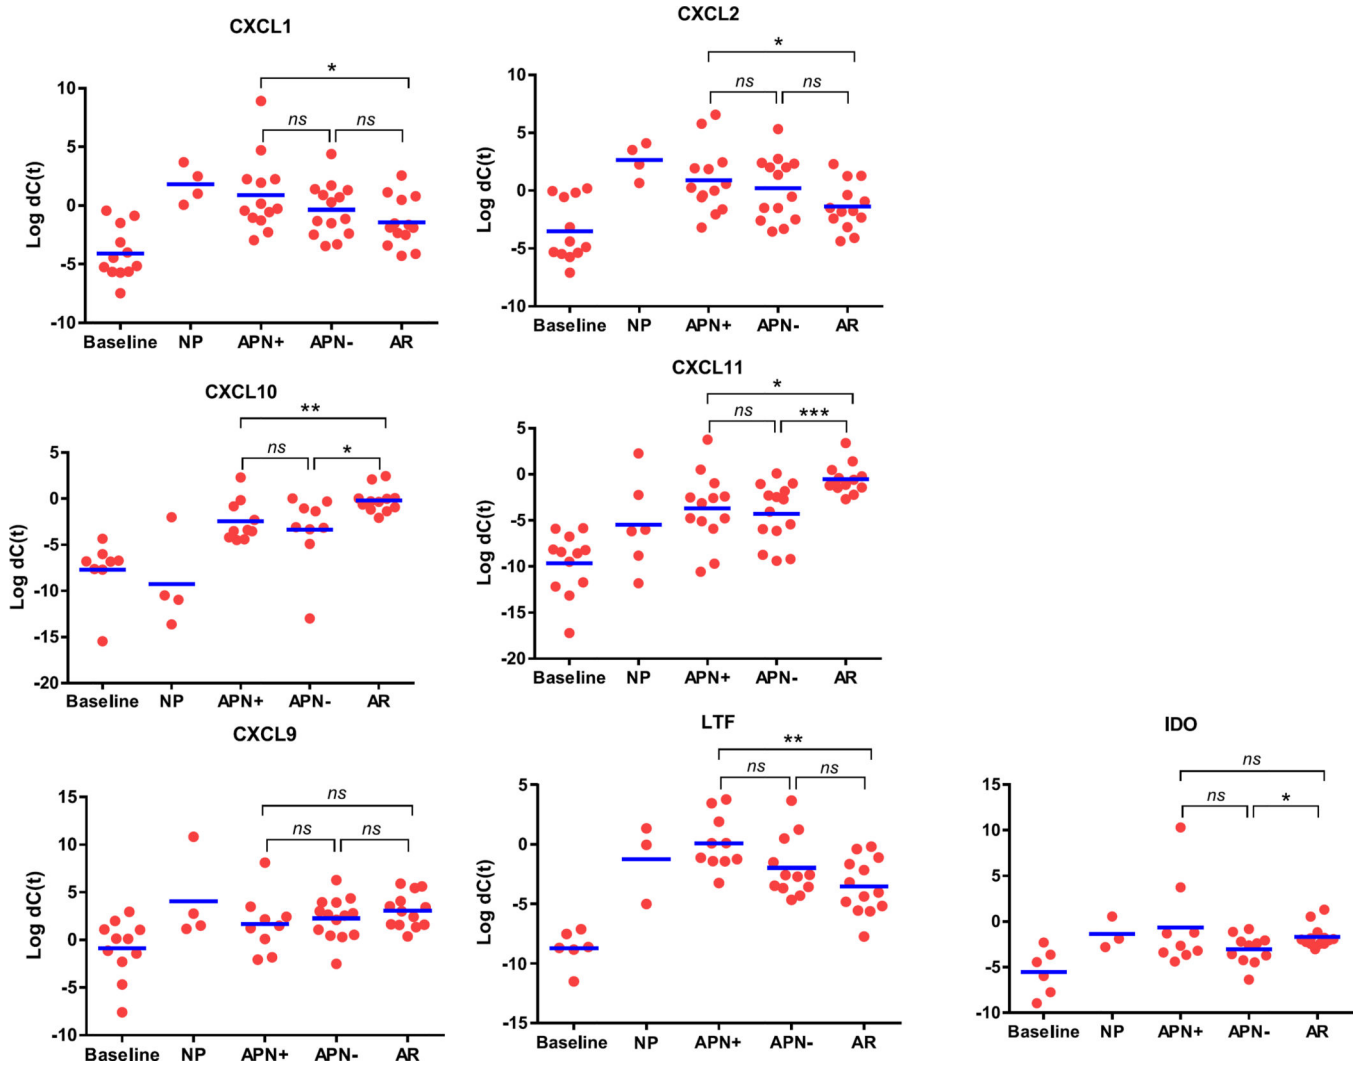 CXCL1
*
ns ns
Log dC(t)
10
5
0
-5
-10
Baseline NP APN+ APN- AR
CXCL2
*
ns ns
Log dC(t)
10
5
0
-5
-10
Baseline NP APN+ APN- AR
CXCL10
**
ns *
Log dC(t)
5
0
-5
-10
-15
-20
Baseline NP APN+ APN- AR
CXCL11
*
ns ***
Log dC(t)
5
0
-5
-10
-15
-20
Baseline NP APN+ APN- AR
CXCL9
ns
ns ns
Log dC(t)
15
10
5
0
-5
-10
Baseline NP APN+ APN- AR
LTF
**
ns ns
Log dC(t)
5
0
-5
-10
-15
Baseline NP APN+ APN- AR
IDO
ns
ns *
Log dC(t)
15
10
5
0
-5
-10
Baseline NP APN+ APN- AR